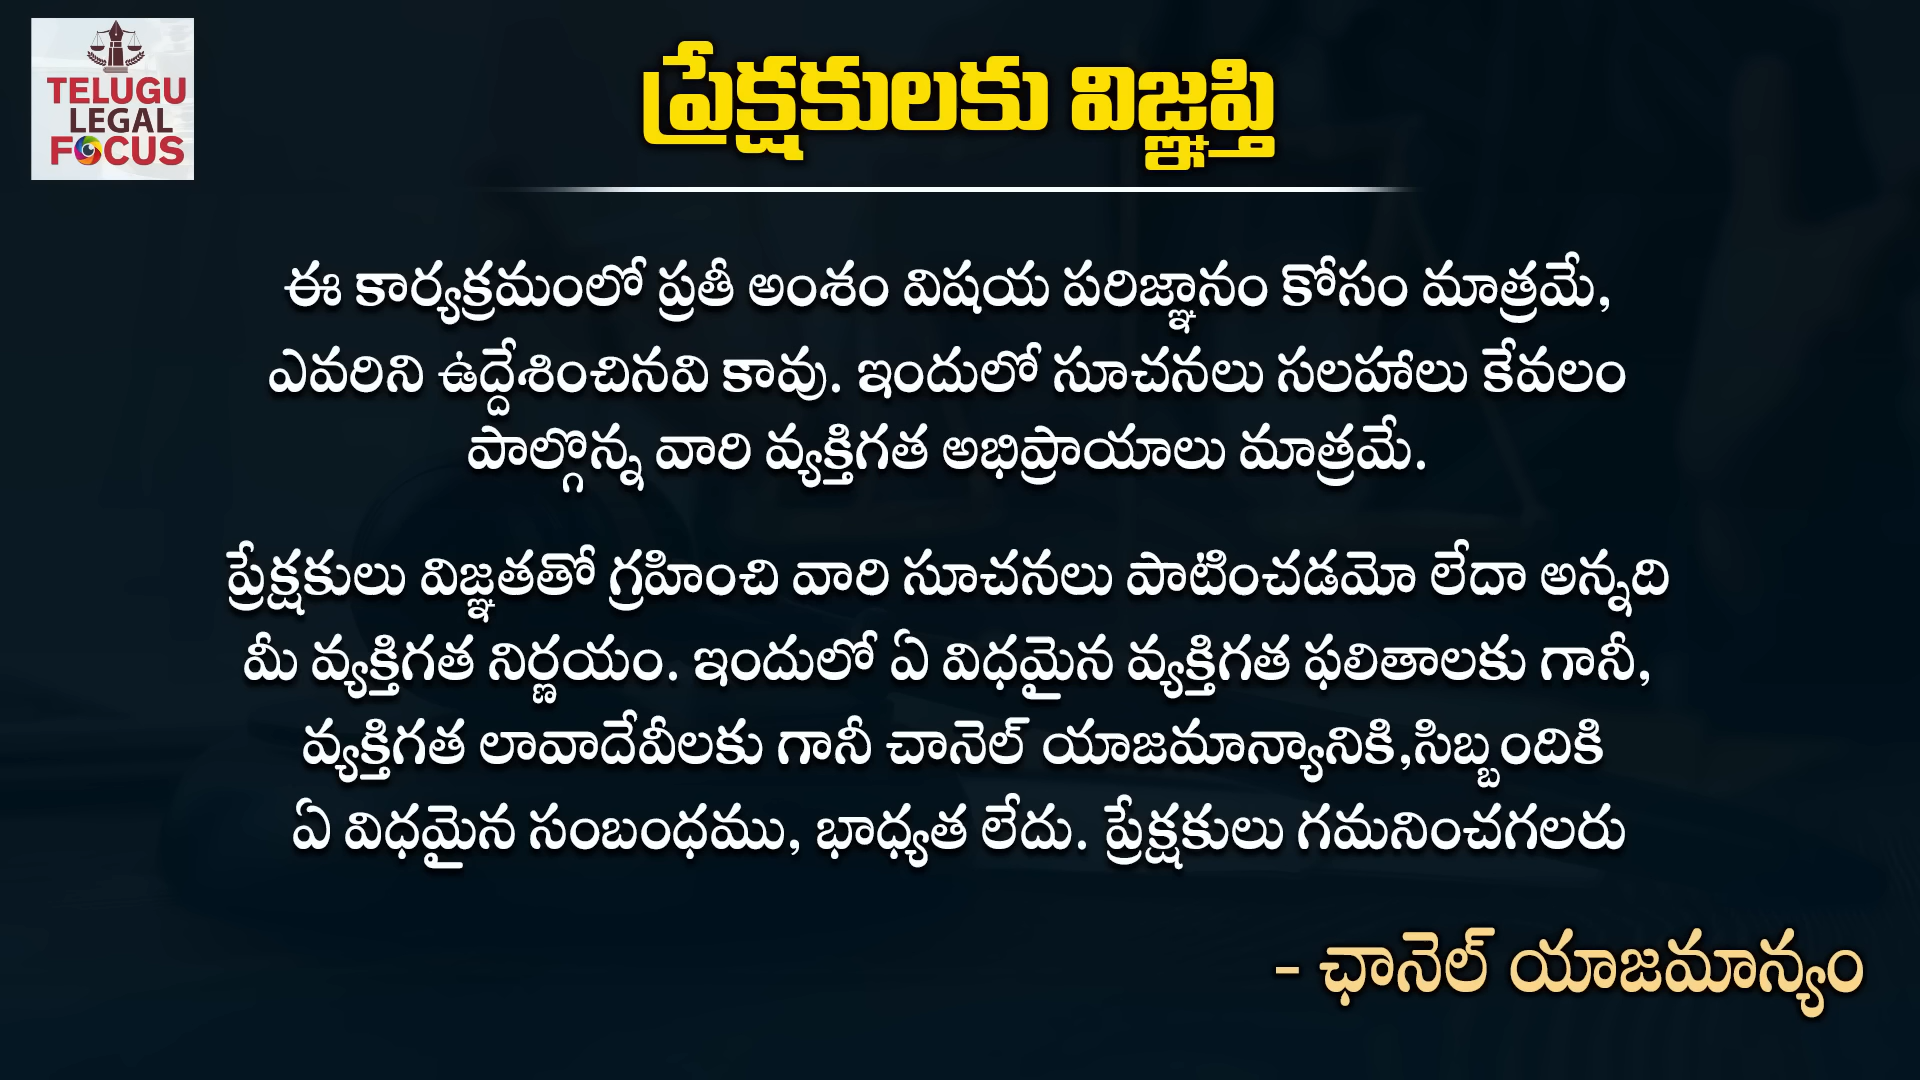 TELUGU
LEGAL
FOCUS
ప్రేక్షకులకు విజ్ఞప్తి
ఈ కార్యక్రమంలో ప్రతీ అంశం విషయ పరిజ్ఞానం కోసం మాత్రమే,
ఎవరిని ఉద్దేశించినవి కావు. ఇందులో సూచనలు సలహాలు కేవలం
పాల్గొన్న వారి వ్యక్తిగత అభిప్రాయాలు మాత్రమే.
ప్రేక్షకులు విజ్ఞతతో గ్రహించి వారి సూచనలు పాటించడమో లేదా అన్నది
మీ వ్యక్తిగత నిర్ణయం. ఇందులో ఏ విధమైన వ్యక్తిగత ఫలితాలకు గానీ,
వ్యక్తిగత లావాదేవీలకు గానీ చానెల్ యాజమాన్యానికి,సిబ్బందికి
ఏ విధమైన సంబంధము, భాధ్యత లేదు. ప్రేక్షకులు గమనించగలరు
- ఛానెల్ యాజమాన్యం